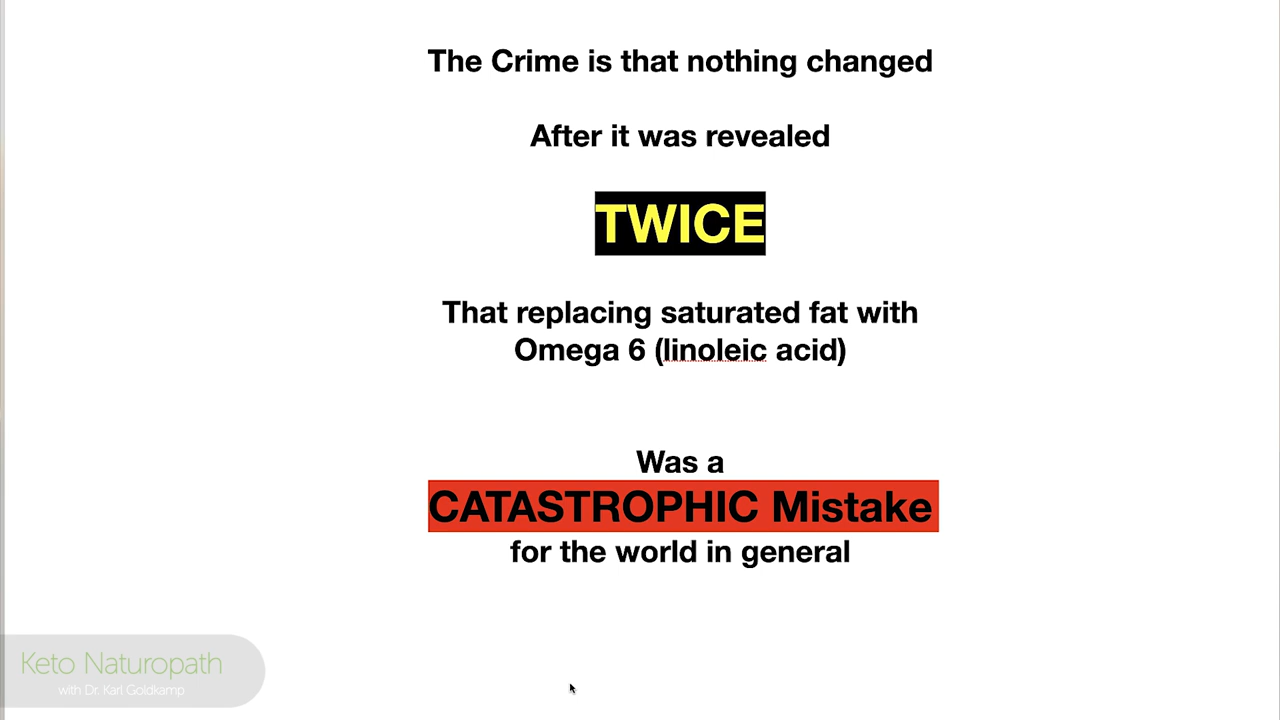 The Crime is that nothing changed
After it was revealed
TWICE
That replacing saturated fat with
Omega 6 (linoleic acid)
Was a
CATASTROPHIC Mistake
for the world in general
Keto Naturopath
with Dr. Karl Goldkamp